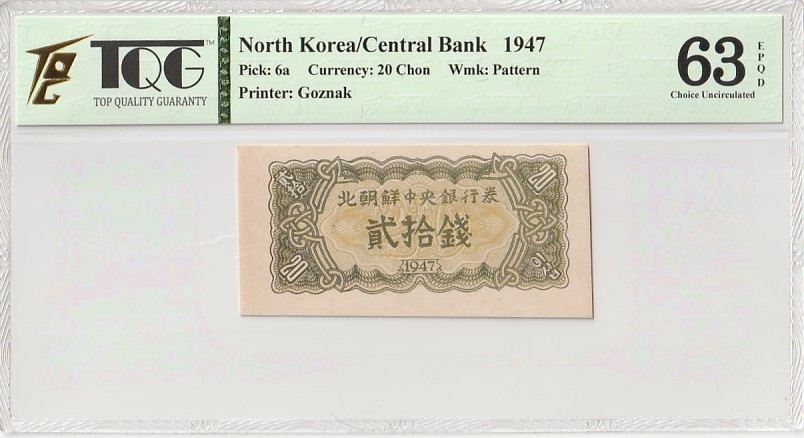 TQG™
TOP QUALITY GUARANTY
North Korea/Central Bank 1947
Pick: 6a Currency: 20 Chon Wmk: Pattern
Printer: Goznak
63
EPQD
Choice Uncirculated
北朝鮮中央銀行券
貳拾錢
1947